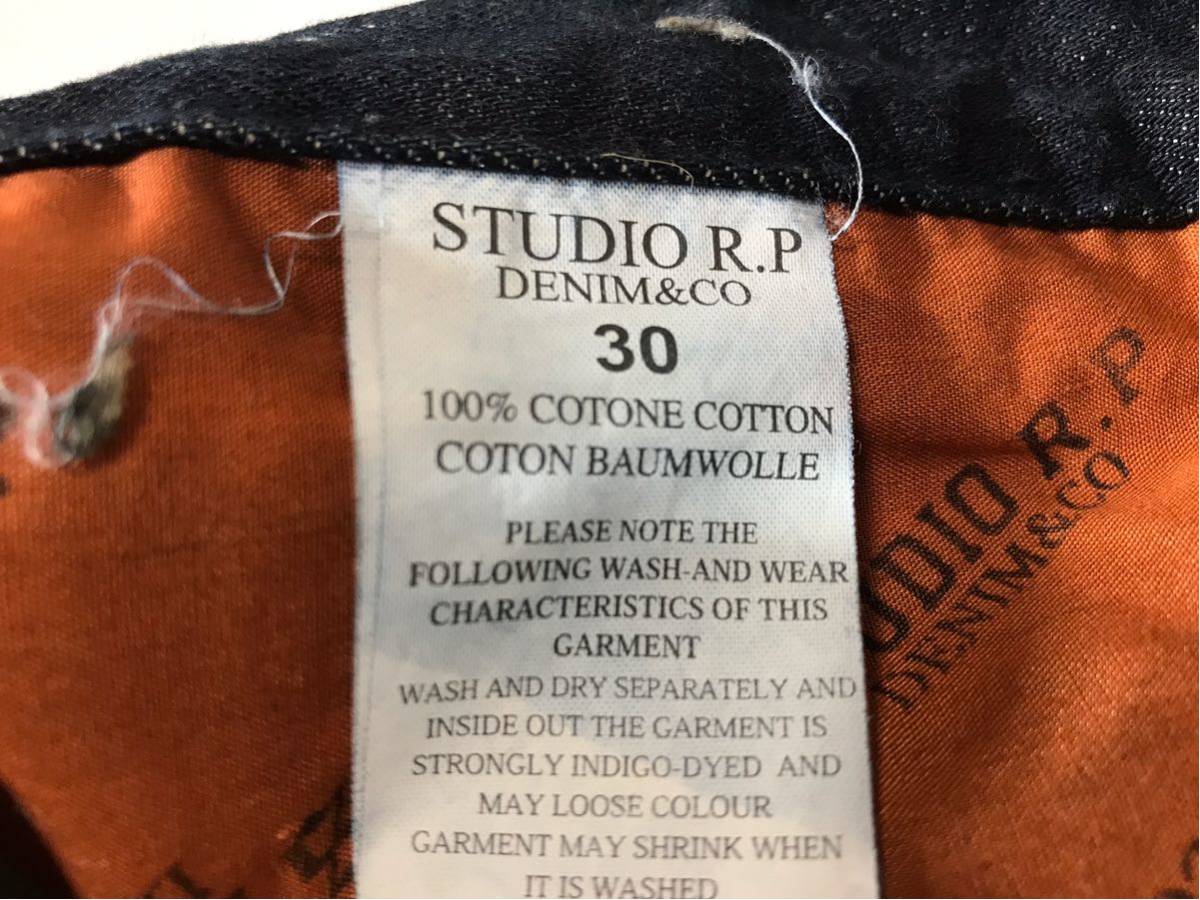 STUDIO R.P
DENIM&CO
30
100% COTONE COTTON
COTON BAUMWOLLE
PLEASE NOTE THE
FOLLOWING WASH-AND WEAR
CHARACTERISTICS OF THIS
GARMENT
WASH AND DRY SEPARATELY AND
INSIDE OUT THE GARMENT IS
STRONGLY INDIGO-DYED AND
MAY LOOSE COLOUR
GARMENT MAY SHRINK WHEN
IT IS WASHED
UDIO R.P
DENIM&CO